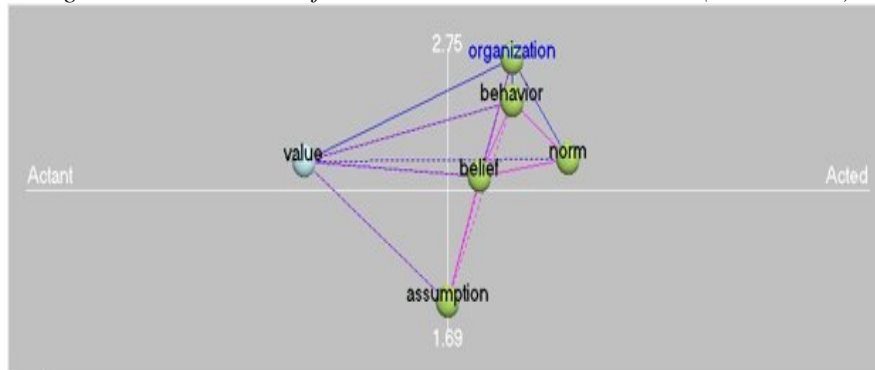 2.75
organization
behavior
value
norm
belief
Actant
Acted
assumption
1.69